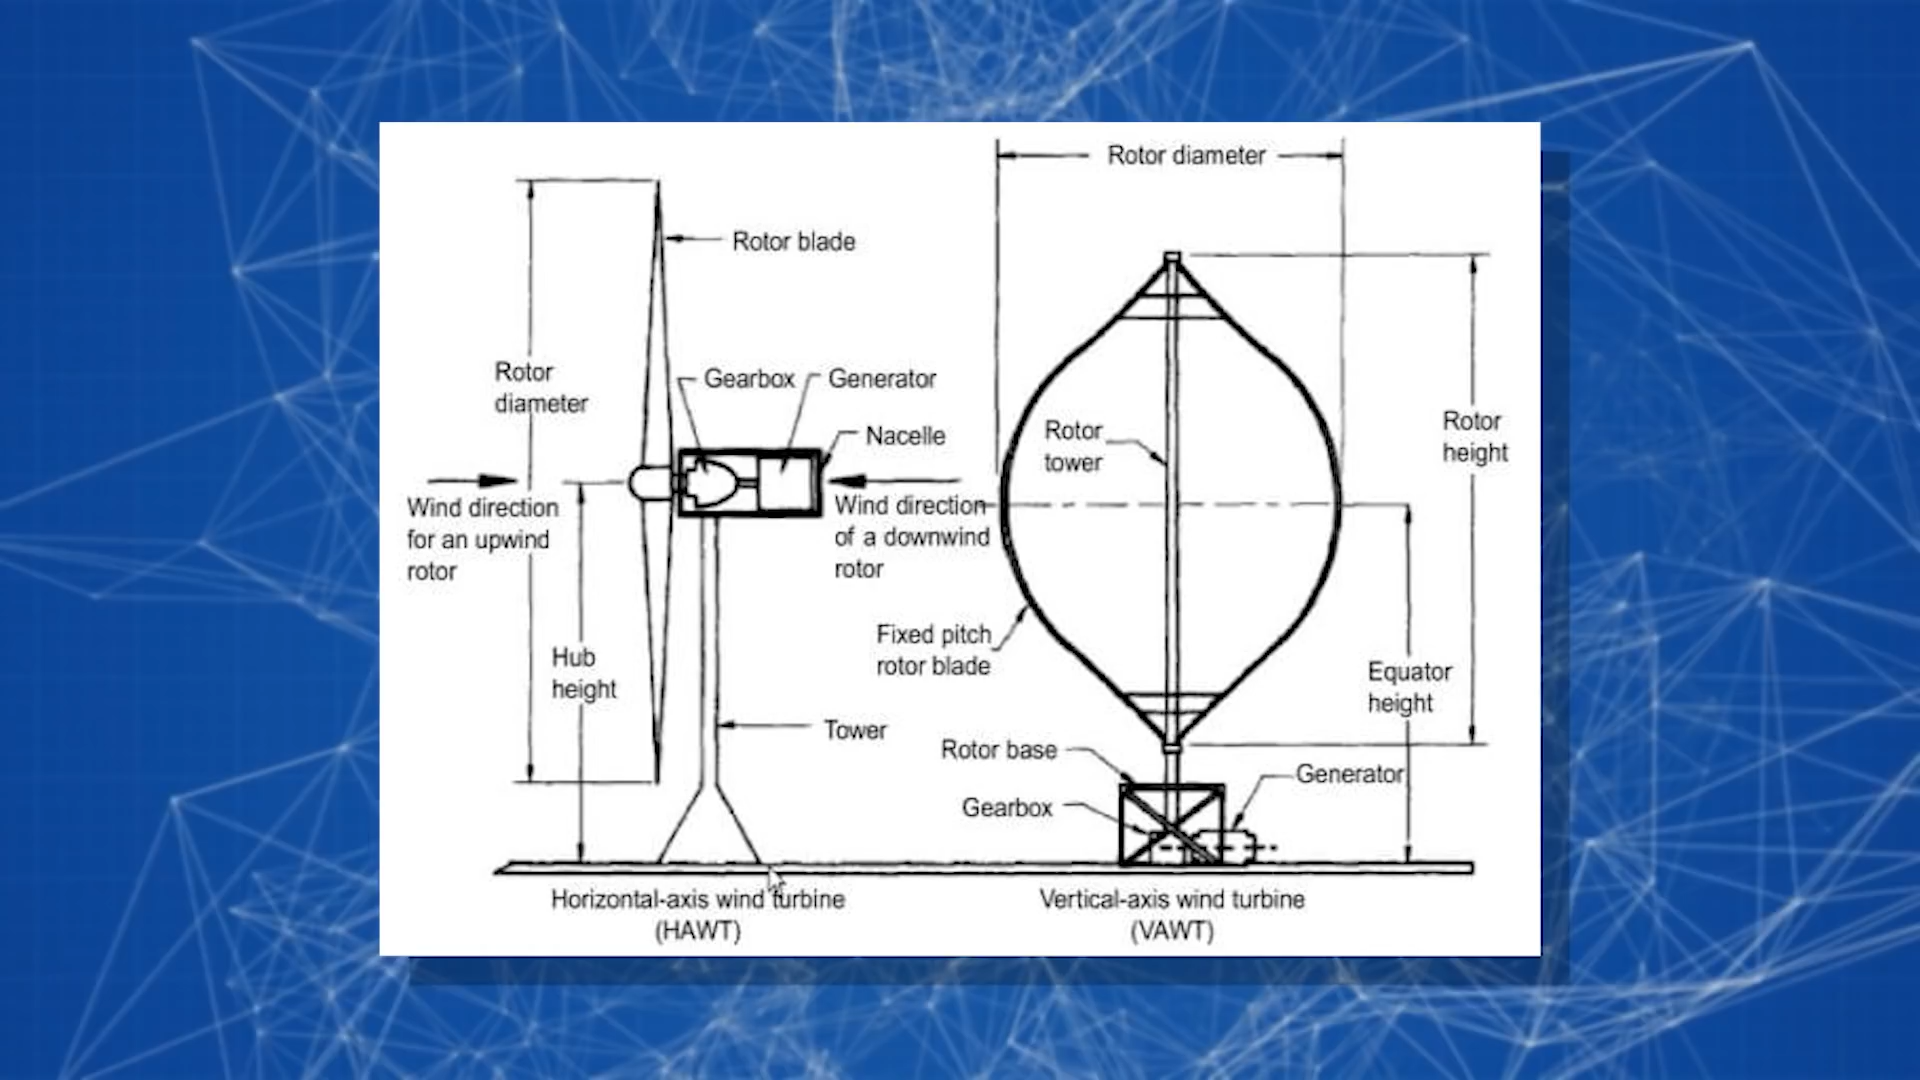 Rotor diameter
Rotor blade
Rotor
diameter
Gearbox
Generator
Nacelle
Wind direction
for an upwind
rotor
Wind direction
of a downwind
rotor
Hub
height
Tower
Horizontal-axis wind turbine
(HAWT)
Rotor
tower
Rotor
height
Fixed pitch
rotor blade
Equator
height
Rotor base
Generator
Gearbox
Vertical-axis wind turbine
(VAWT)